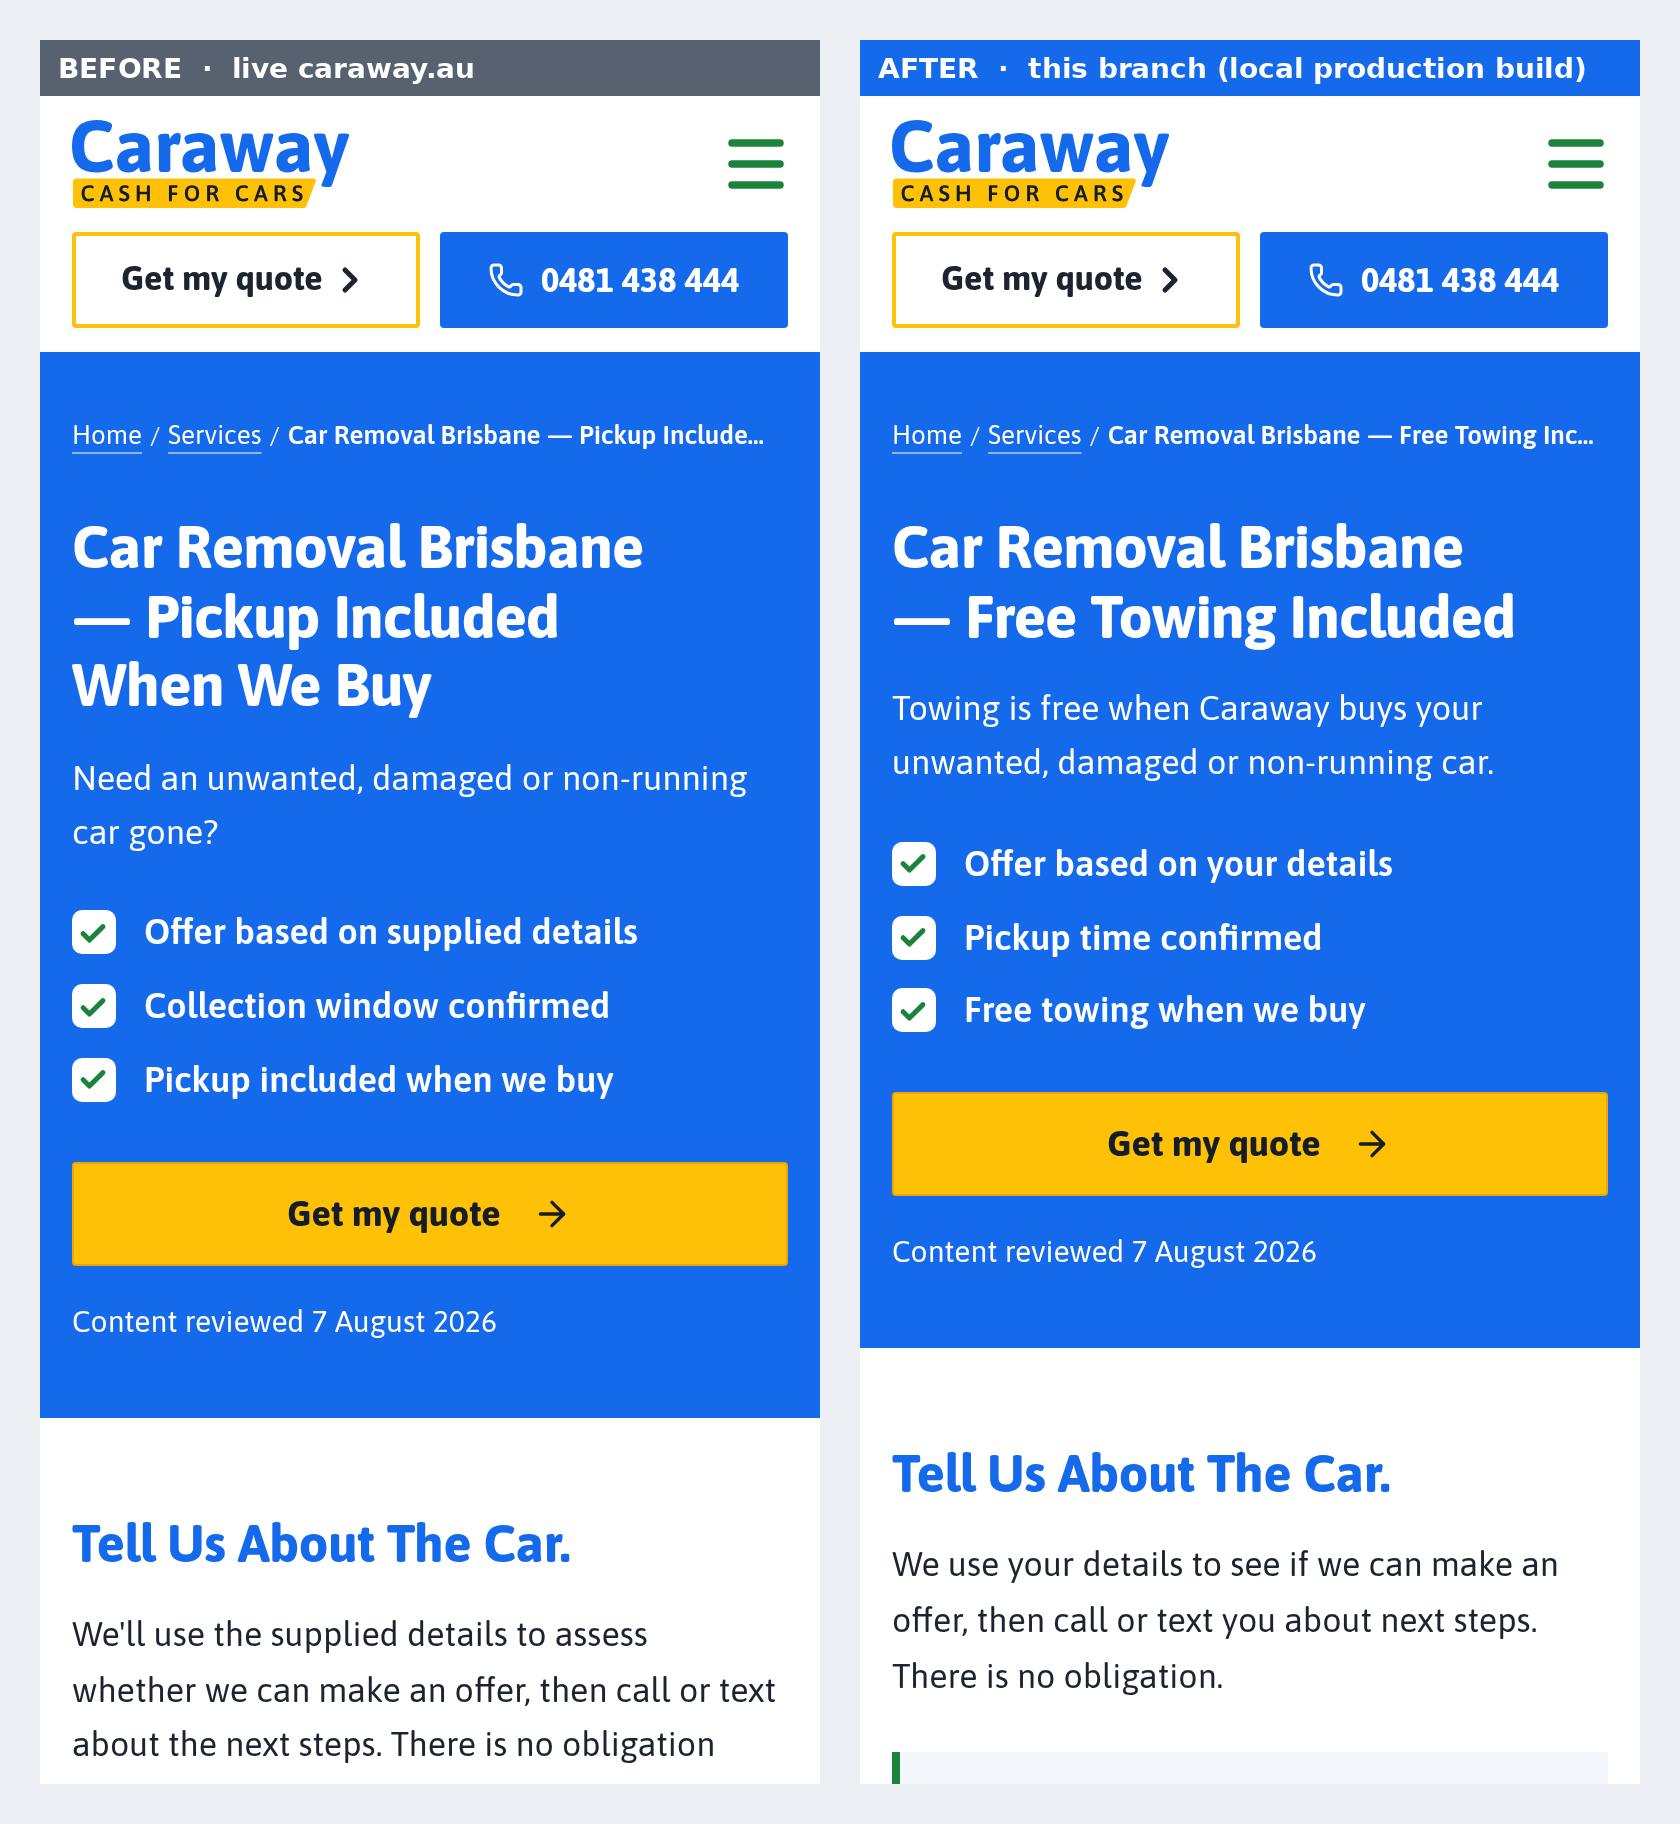 BEFORE · live caraway.au
Caraway
CASH FOR CARS
Get my quote
0481 438 444
Home / Services / Car Removal Brisbane — Pickup Include...
Car Removal Brisbane
— Pickup Included
When We Buy
Need an unwanted, damaged or non-running
car gone?
Offer based on supplied details
Collection window confirmed
Pickup included when we buy
Get my quote
Content reviewed 7 August 2026
Tell Us About The Car.
We'll use the supplied details to assess
whether we can make an offer, then call or text
about the next steps. There is no obligation
AFTER · this branch (local production build)
Caraway
CASH FOR CARS
Get my quote
0481 438 444
Home / Services / Car Removal Brisbane — Free Towing Inc...
Car Removal Brisbane
— Free Towing Included
Towing is free when Caraway buys your
unwanted, damaged or non-running car.
Offer based on your details
Pickup time confirmed
Free towing when we buy
Get my quote
Content reviewed 7 August 2026
Tell Us About The Car.
We use your details to see if we can make an
offer, then call or text you about next steps.
There is no obligation.